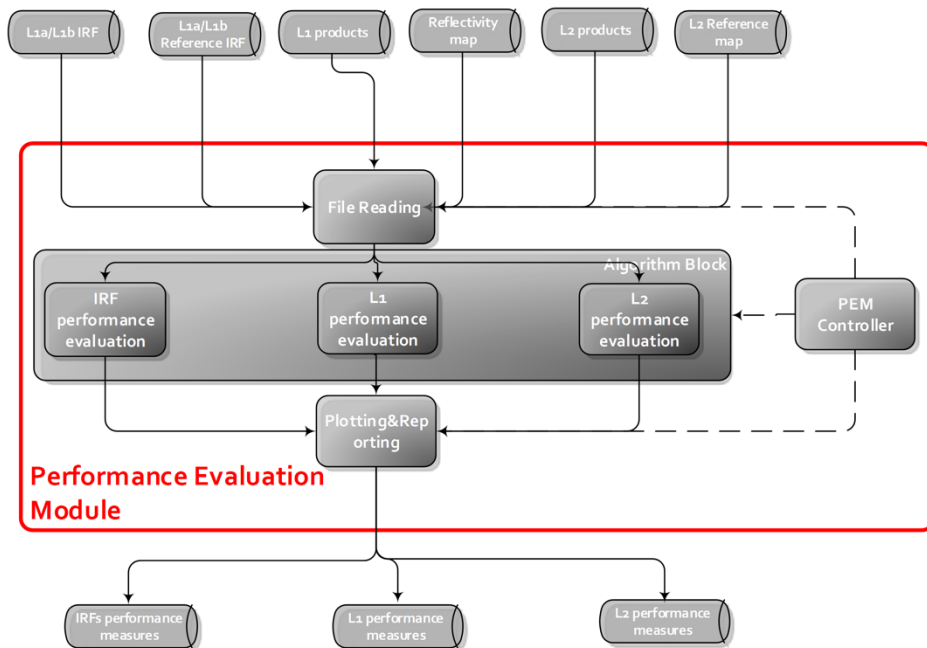 L1a/L1b IRF
L1a/L1b
Reference IRF
L1 products
Reflectivity
map
L2 products
L2 Reference
map
File Reading
Algorithm Block
IRF
performance
evaluation
L1
performance
evaluation
L2
performance
evaluation
PEM
Controller
Plotting&Rep
orting
Performance Evaluation
Module
IRFs performance
measures
L1 performance
measures
L2 performance
measures